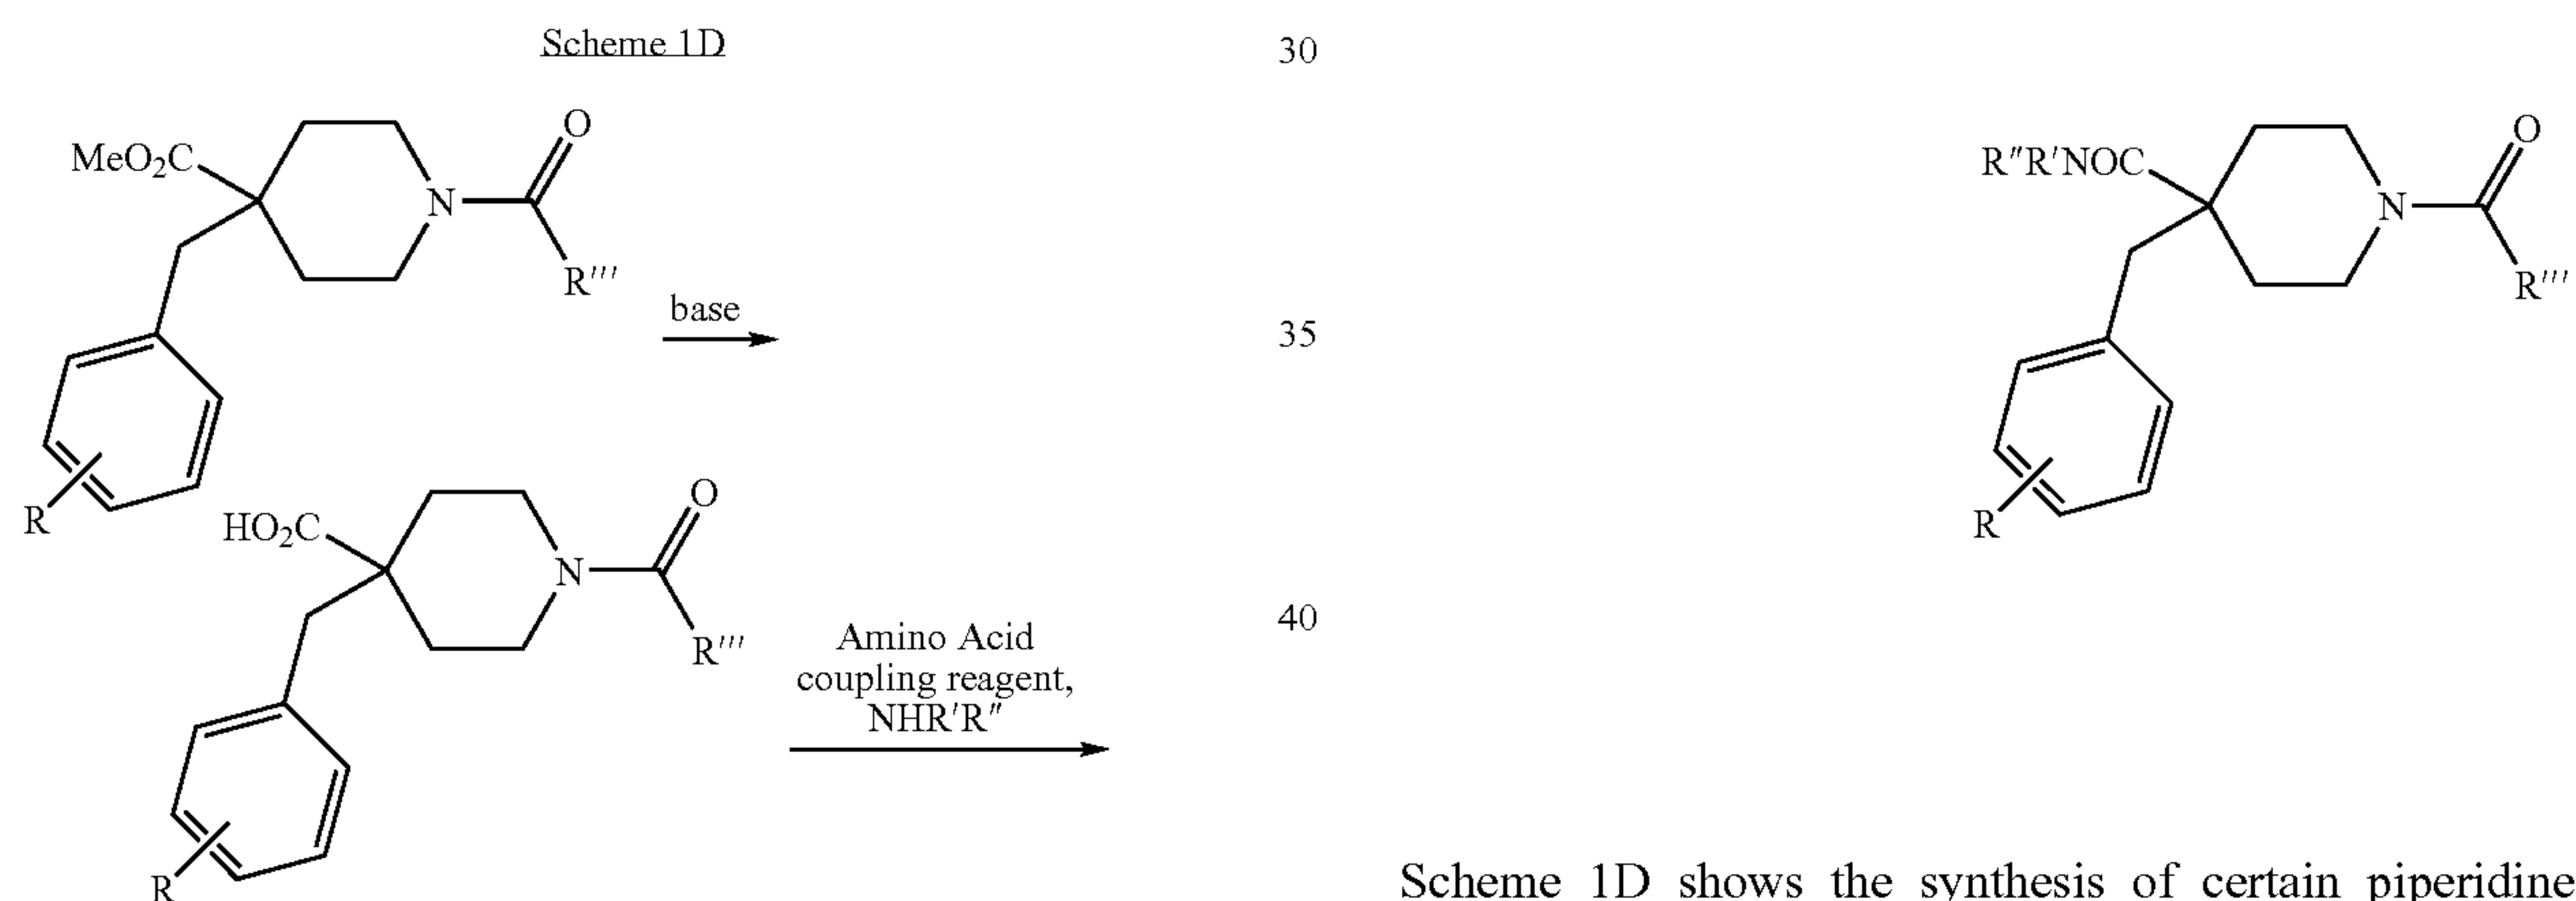 Scheme 1D
MeO₂C
N
O
R'''
R
base
HO₂C
N
O
R'''
R
Amino Acid
coupling reagent,
NHR'R"
30
35
40
R"R'NOC
N
O
R'''
R
Scheme 1D shows the synthesis of certain piperidine